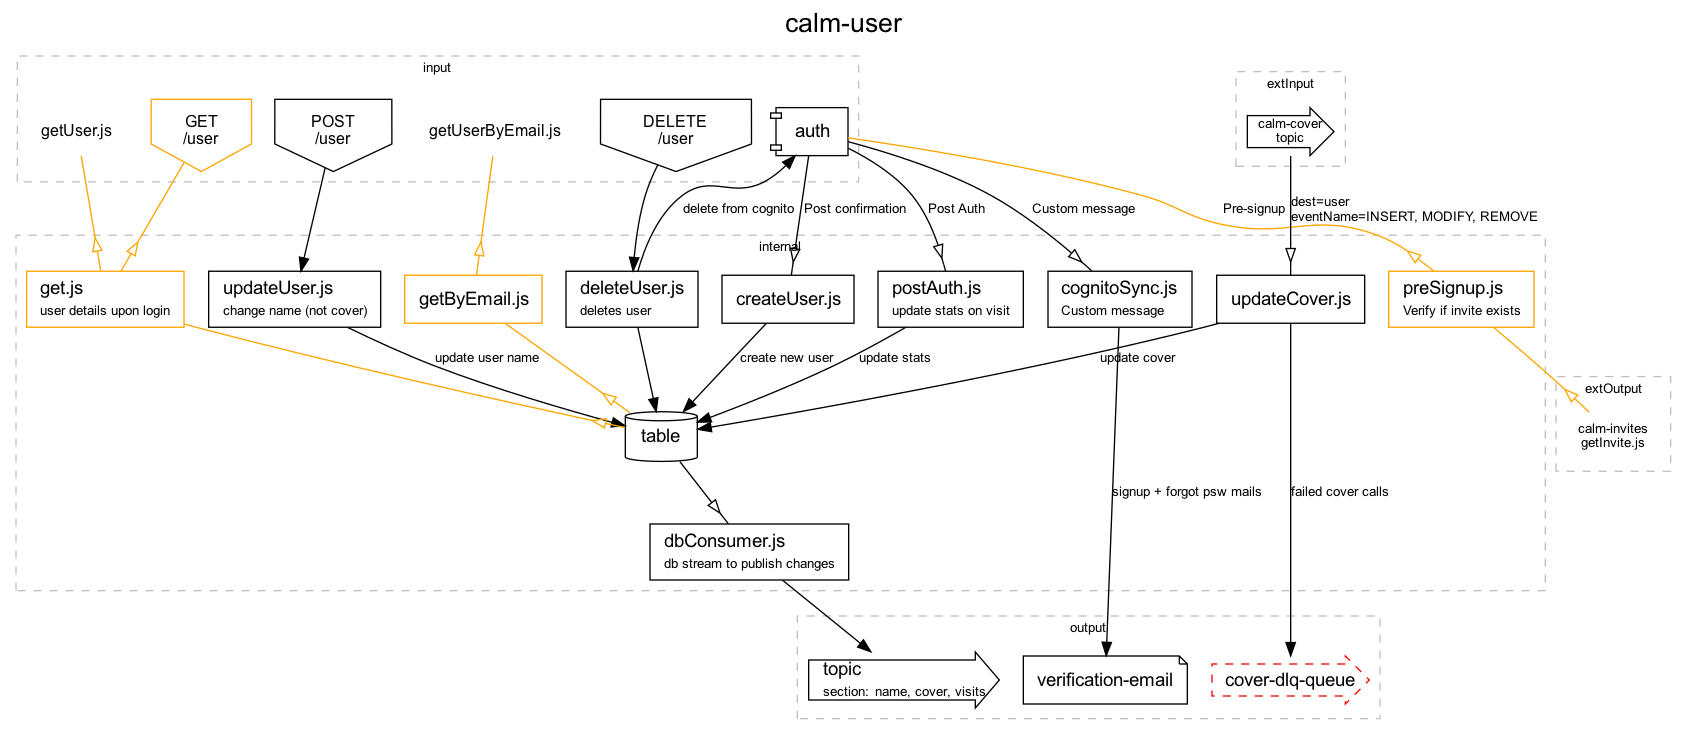 calm-user
input
extInput
getUser.js
GET
/user
POST
/user
getUserByEmail.js
DELETE
/user
auth
calm-cover
topic
delete from cognito
Post confirmation
Post Auth
Custom message
Pre-signup
dest=user
eventName=INSERT, MODIFY, REMOVE
internal
get.js
user details upon login
updateUser.js
change name (not cover)
getByEmail.js
deleteUser.js
deletes user
createUser.js
postAuth.js
update stats on visit
cognitoSync.js
Custom message
updateCover.js
preSignup.js
Verify if invite exists
update user name
create new user
update stats
update cover
extOutput
calm-invites
getInvite.js
table
signup + forgot psw mails
failed cover calls
dbConsumer.js
db stream to publish changes
output
topic
section: name, cover, visits
verification-email
cover-dlq-queue